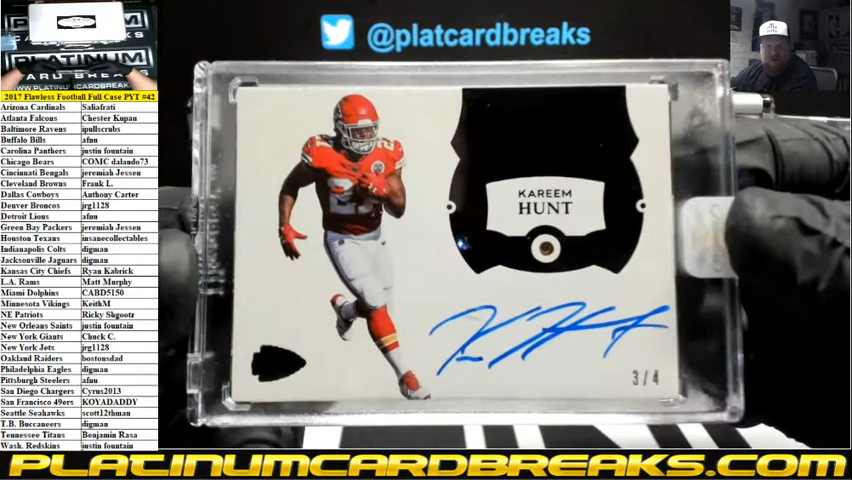 @platcardbreaks
PLATINUM
CARD BREAKS
2017 Flawless Football Full Case PYT #42
Arizona Cardinals Saliafrati
Atlanta Falcons Chester Kupau
Baltimore Ravens ipullscrubs
Buffalo Bills afnu
Carolina Panthers justin fountain
Chicago Bears COMC dalando73
Cincinnati Bengals jeremiah Jessen
Cleveland Browns Frank L.
Dallas Cowboys Anthony Carter
Denver Broncos jrg1128
Detroit Lions afnu
Green Bay Packers jeremiah Jessen
Houston Texans insanecollectables
Indianapolis Colts digman
Jacksonville Jaguars digman
Kansas City Chiefs Ryan Kabrick
L.A. Rams Matt Murphy
Miami Dolphins CABD5150
Minnesota Vikings KeithM
NE Patriots Ricky Shgootz
New Orleans Saints justin fountain
New York Giants Chuck C.
New York Jets jrg1128
Oakland Raiders bostonsdad
Philadelphia Eagles digman
Pittsburgh Steelers afnu
San Diego Chargers Cyrus2013
San Francisco 49ers KOYADADDY
Seattle Seahawks scott12thman
T.B. Buccaneers digman
Tennessee Titans Benjamin Rasa
Wash. Redskins justin fountain
KAREEM
HUNT
3/4
PLATINUMCARDBREAKS.COM